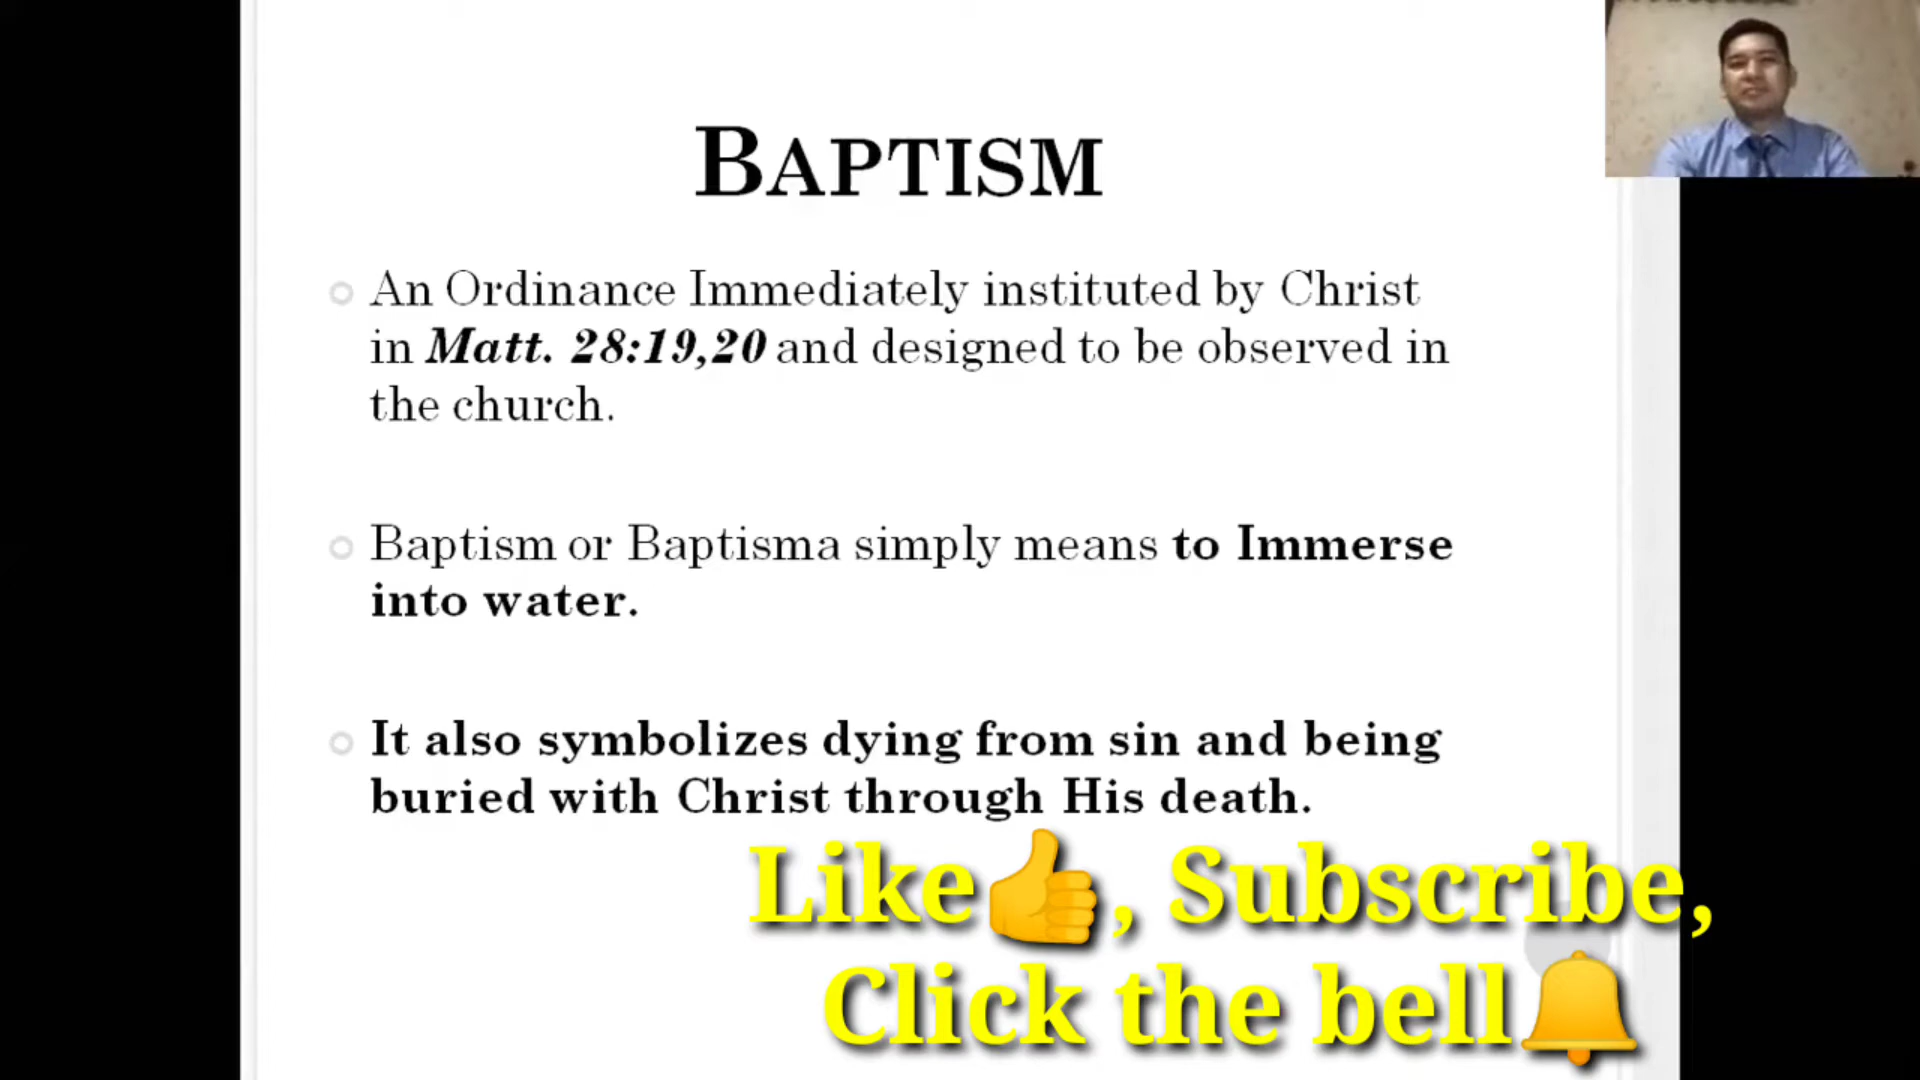 BAPTISM
An Ordinance Immediately instituted by Christ
in Matt. 28:19,20 and designed to be observed in
the church.
Baptism or Baptisma simply means to Immerse
into water.
It also symbolizes dying from sin and being
buried with Christ through His death.
Like👍, Subscribe,
Click the bell🔔